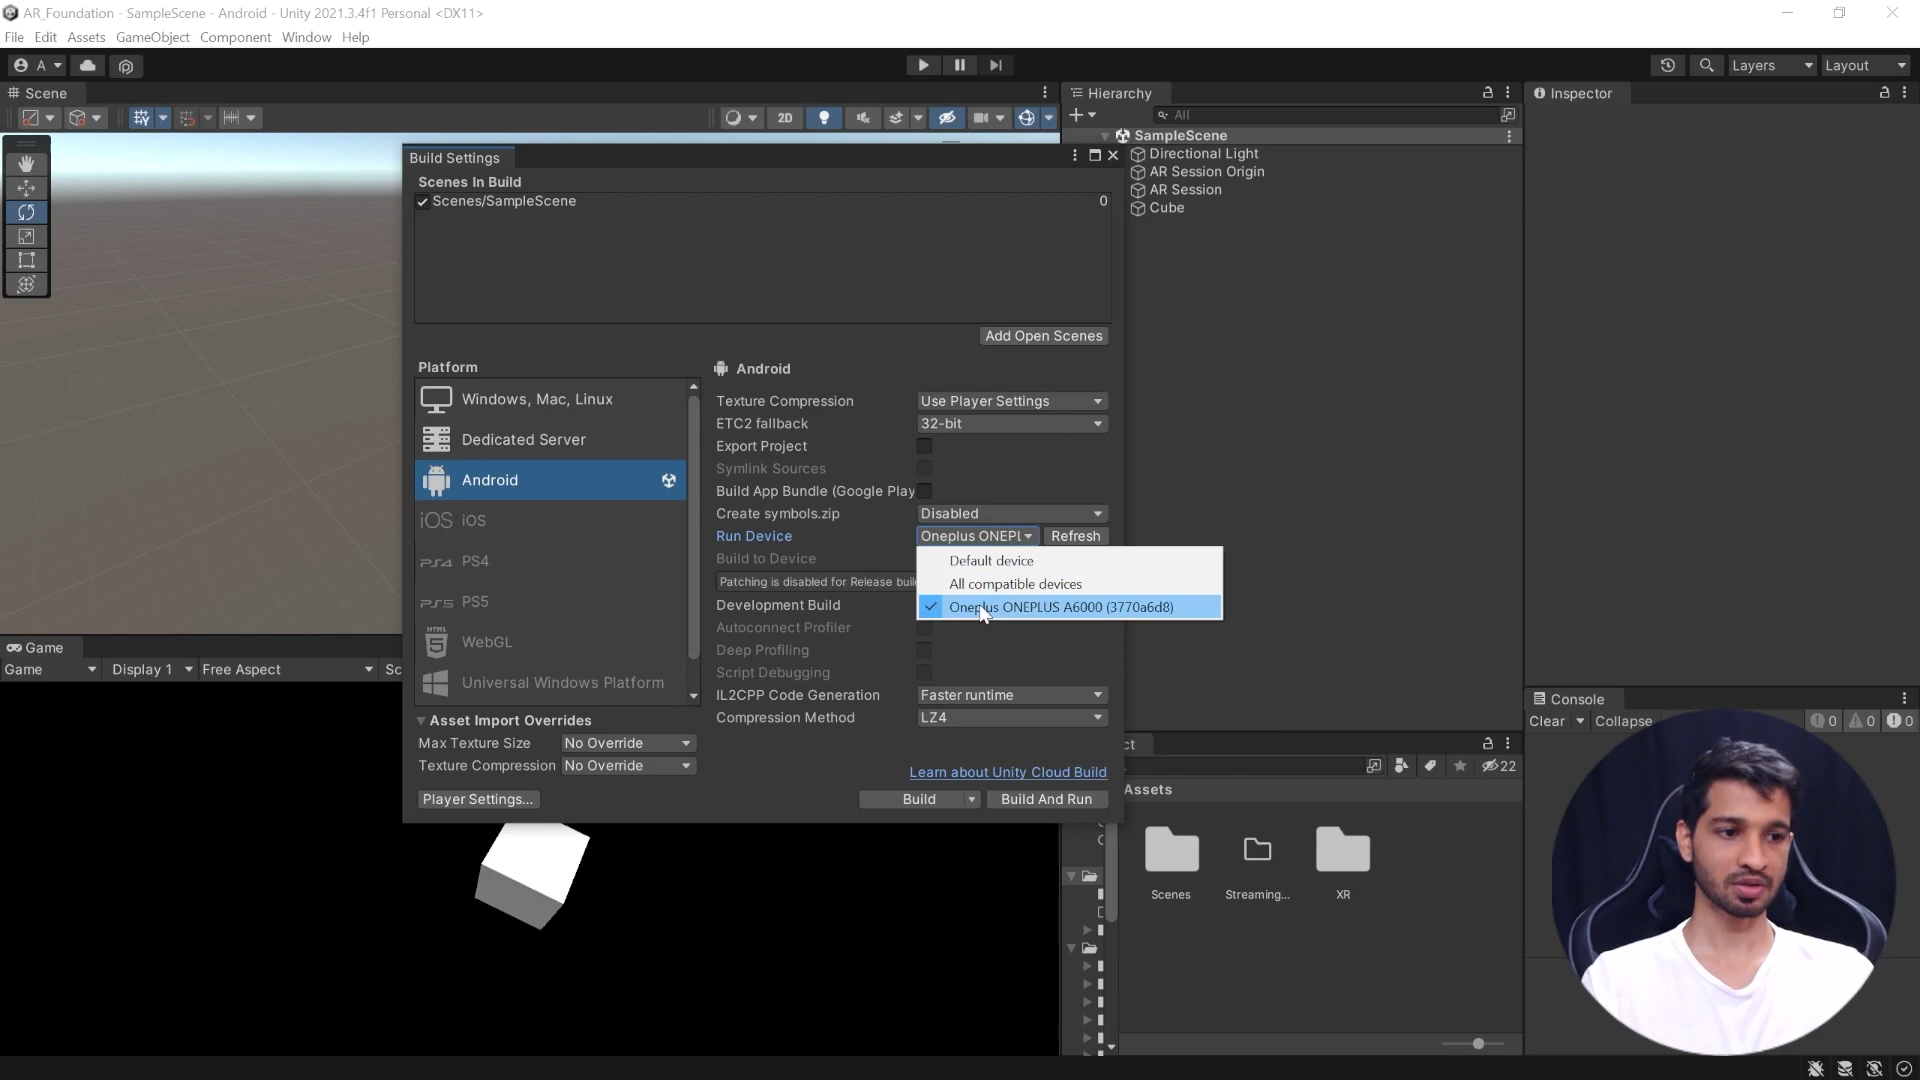 AR_Foundation - SampleScene - Android - Unity 2021.3.4f1 Personal <DX11>
File Edit Assets GameObject Component Window Help
A
Layers
Layout
Scene
2D
Hierarchy
All
SampleScene
Directional Light
AR Session Origin
AR Session
Cube
Inspector
Build Settings
Scenes In Build
Scenes/SampleScene 0
Add Open Scenes
Platform
Windows, Mac, Linux
Dedicated Server
Android
iOS iOS
PS4 PS4
PS5 PS5
HTML 5 WebGL
Universal Windows Platform
Asset Import Overrides
Max Texture Size No Override
Texture Compression No Override
Player Settings...
Android
Texture Compression Use Player Settings
ETC2 fallback 32-bit
Export Project
Symlink Sources
Build App Bundle (Google Play
Create symbols.zip Disabled
Run Device Oneplus ONEPL Refresh
Build to Device
Patching is disabled for Release buil
Default device
All compatible devices
Oneplus ONEPLUS A6000 (3770a6d8)
Development Build
Autoconnect Profiler
Deep Profiling
Script Debugging
IL2CPP Code Generation Faster runtime
Compression Method LZ4
Learn about Unity Cloud Build
Build Build And Run
Game
Game Display 1 Free Aspect Sc
ct
22
Assets
Scenes Streaming... XR
Console
Clear Collapse 0 0 0